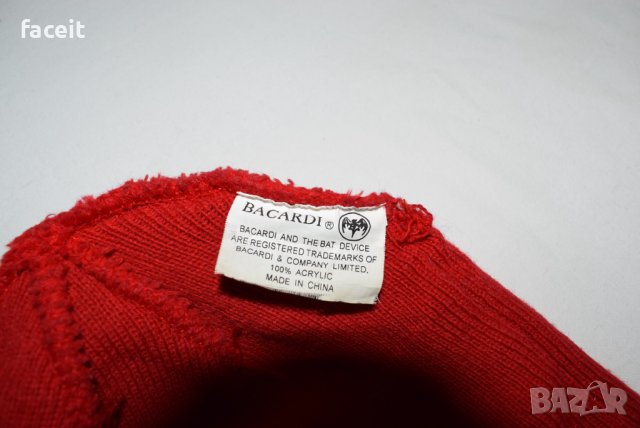 faceit
BACARDI ®
BACARDI AND THE BAT DEVICE
ARE REGISTERED TRADEMARKS OF
BACARDI & COMPANY LIMITED.
100% ACRYLIC
MADE IN CHINA
BAZAR